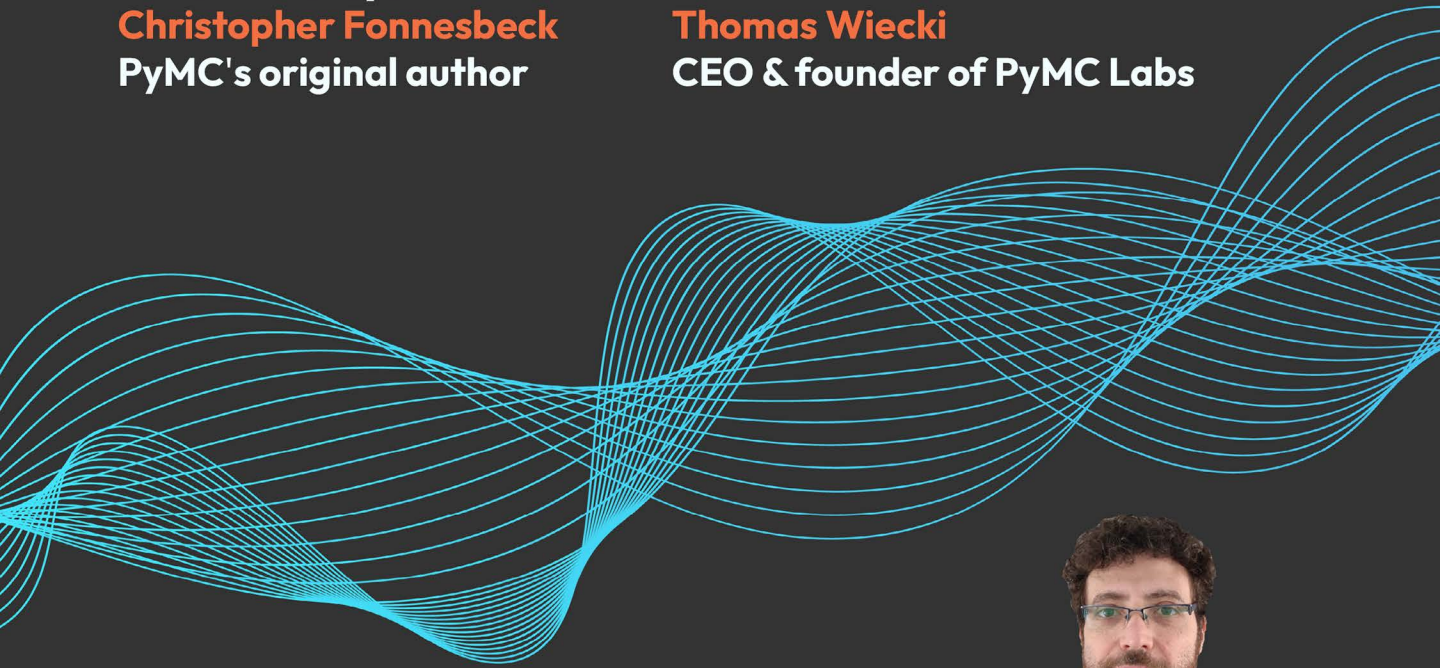 Christopher Fonnesbeck
PyMC's original author
Thomas Wiecki
CEO & founder of PyMC Labs